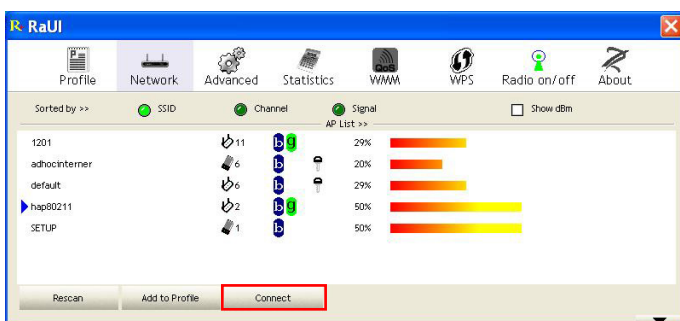 R RaUI
Profile Network Advanced Statistics WMM WPS Radio on/off About
Sorted by >> SSID Channel Signal Show dBm
AP List >>
1201 11 b g 29%
adhocinterner 6 b 20%
default 6 b 29%
hap80211 2 b g 50%
SETUP 1 b 50%
Rescan Add to Profile Connect